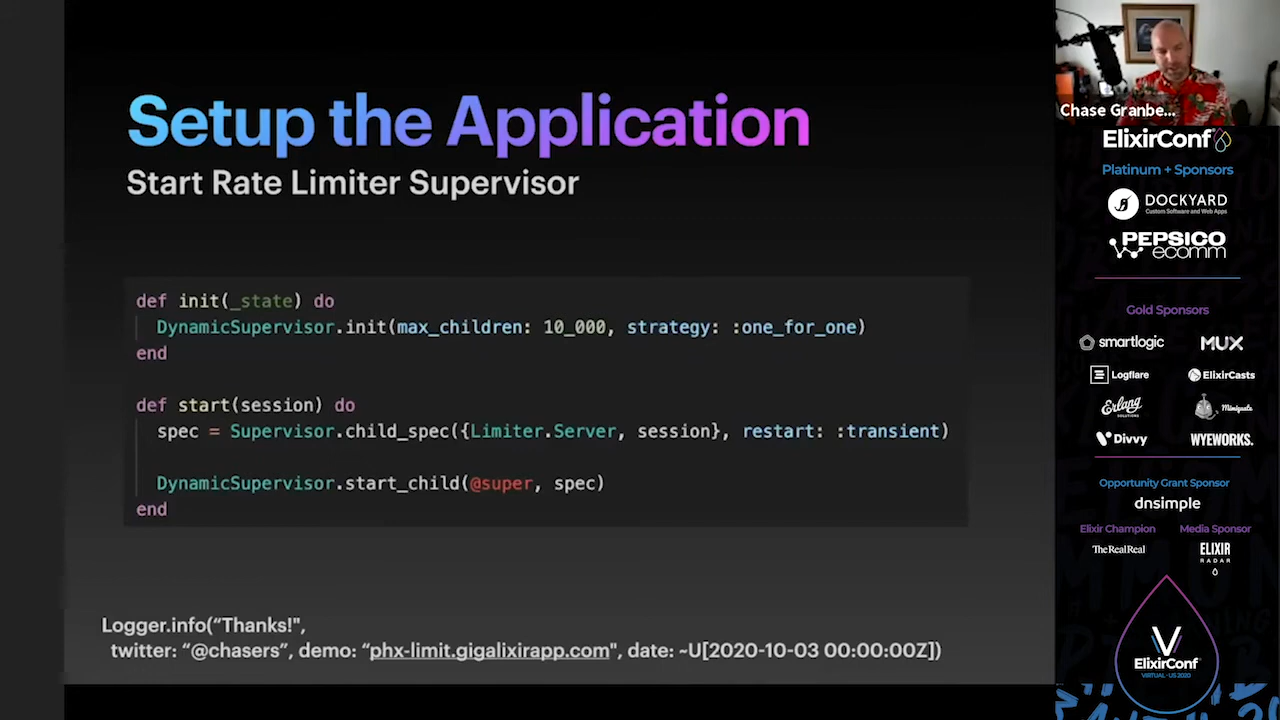 Setup the Application
Start Rate Limiter Supervisor
def init(_state) do
DynamicSupervisor.init(max_children: 10_000, strategy: :one_for_one)
end
def start(session) do
spec = Supervisor.child_spec({Limiter.Server, session}, restart: :transient)
DynamicSupervisor.start_child(@super, spec)
end
Logger.info(“Thanks!",
twitter: “@chasers”, demo: “phx-limit.gigalixirapp.com", date: ~U[2020-10-03 00:00:00Z])
Chase Granbe...
ElixirConf
Platinum + Sponsors
DOCKYARD
Custom Software and Web Apps
PEPSICO
ecomm
Gold Sponsors
smartlogic
MUX
Logflare
ElixirCasts
Erlang
SOLUTIONS
Miniquote
Divvy
WYEWORKS.
Opportunity Grant Sponsor
dnsimple
Elixir Champion
Media Sponsor
TheRealReal
ELIXIR
RADAR
ElixirConf
VIRTUAL · US 2020